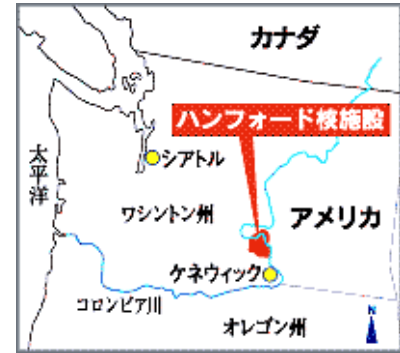 カナダ
ハンフォード核施設
太平洋
シアトル
ワシントン州
アメリカ
ケネウィック
コロンビア川
オレゴン州
N